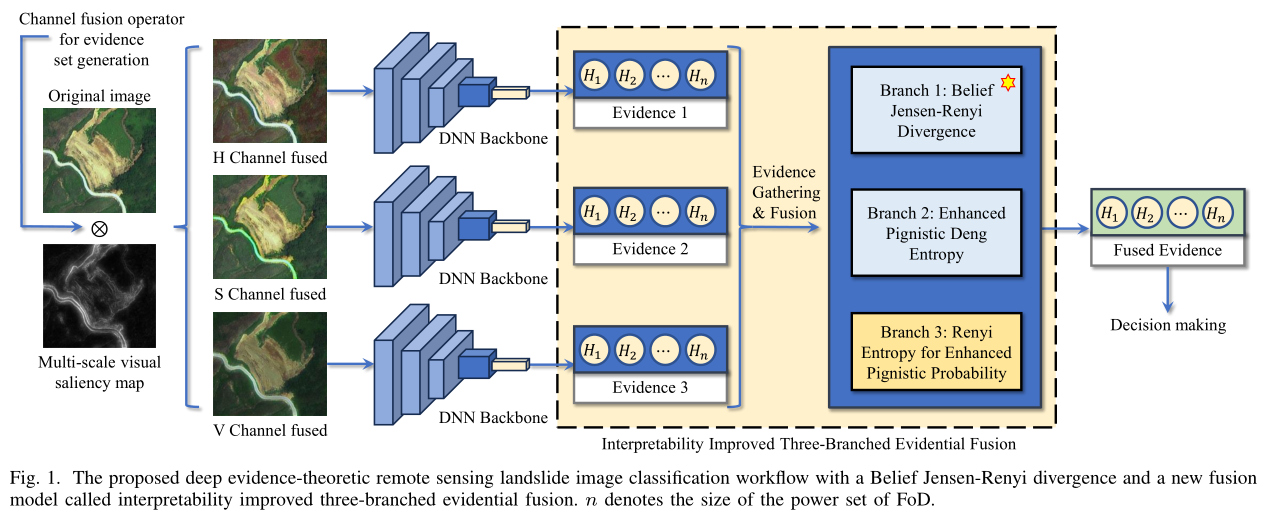 Channel fusion operator
for evidence
set generation
Original image
⊗
Multi-scale visual
saliency map
H Channel fused
S Channel fused
V Channel fused
DNN Backbone
DNN Backbone
DNN Backbone
H₁ H₂ ⋯ Hₙ
Evidence 1
H₁ H₂ ⋯ Hₙ
Evidence 2
H₁ H₂ ⋯ Hₙ
Evidence 3
Evidence
Gathering
& Fusion
Branch 1: Belief
Jensen-Renyi
Divergence
Branch 2: Enhanced
Pignistic Deng
Entropy
Branch 3: Renyi
Entropy for Enhanced
Pignistic Probability
Interpretability Improved Three-Branched Evidential Fusion
H₁ H₂ ⋯ Hₙ
Fused Evidence
Decision making
Fig. 1. The proposed deep evidence-theoretic remote sensing landslide image classification workflow with a Belief Jensen-Renyi divergence and a new fusion
model called interpretability improved three-branched evidential fusion. n denotes the size of the power set of FoD.